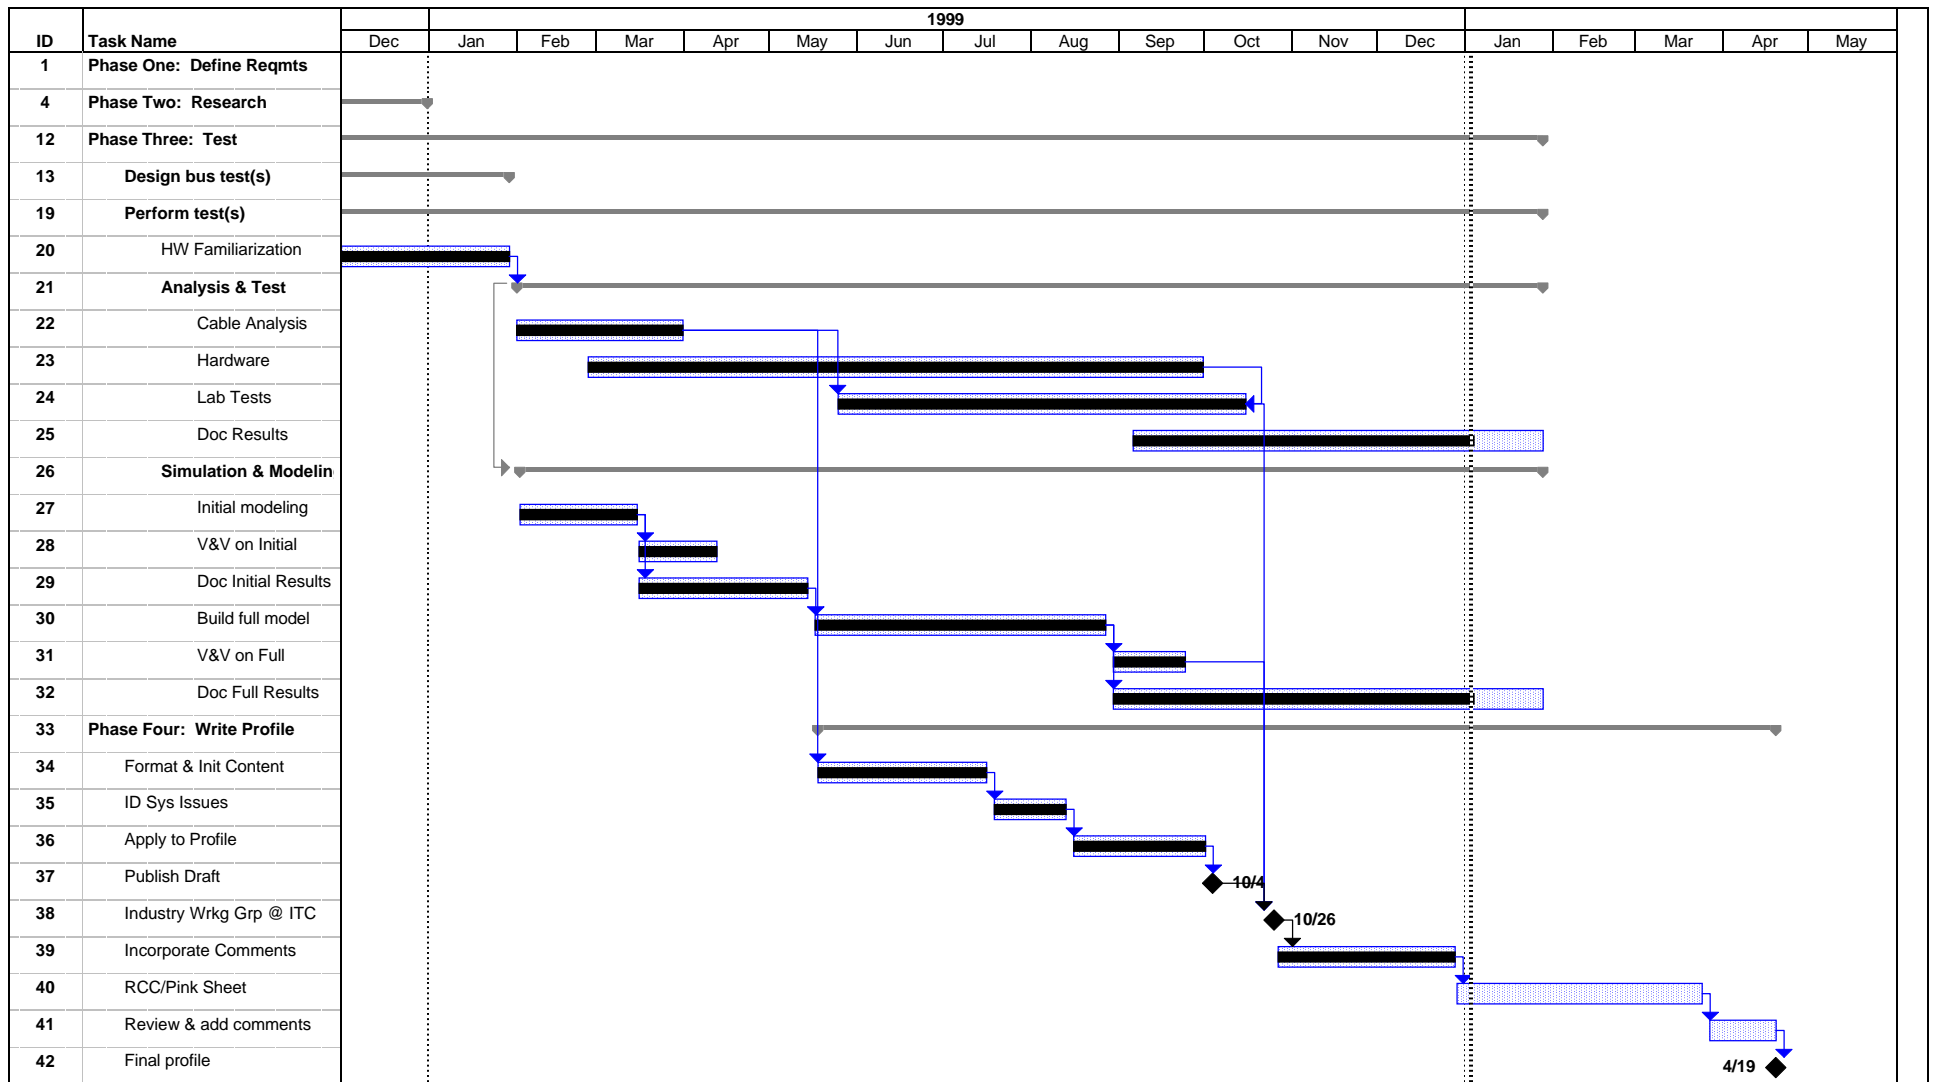 1999
ID Task Name Dec Jan Feb Mar Apr May Jun Jul Aug Sep Oct Nov Dec Jan Feb Mar Apr May
1 Phase One: Define Reqmts
4 Phase Two: Research
12 Phase Three: Test
13 Design bus test(s)
19 Perform test(s)
20 HW Familiarization
21 Analysis & Test
22 Cable Analysis
23 Hardware
24 Lab Tests
25 Doc Results
26 Simulation & Modelin
27 Initial modeling
28 V&V on Initial
29 Doc Initial Results
30 Build full model
31 V&V on Full
32 Doc Full Results
33 Phase Four: Write Profile
34 Format & Init Content
35 ID Sys Issues
36 Apply to Profile
37 Publish Draft 10/4
38 Industry Wrkg Grp @ ITC 10/26
39 Incorporate Comments
40 RCC/Pink Sheet
41 Review & add comments
42 Final profile 4/19